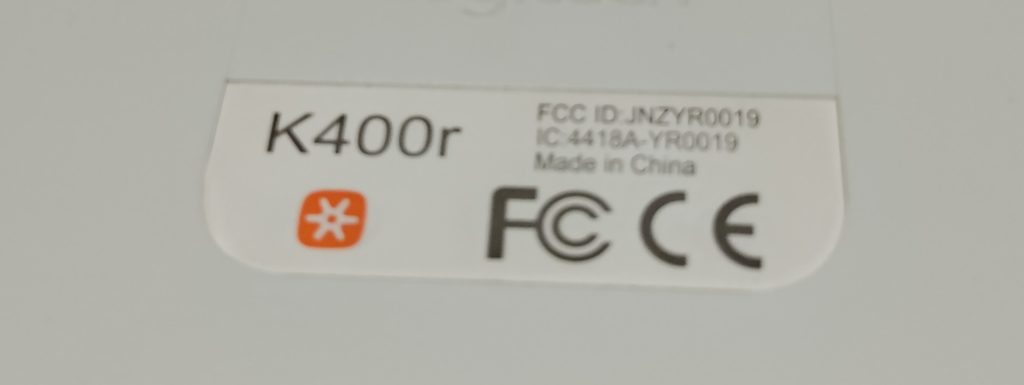 K400r
FCC ID:JNZYR0019
IC:4418A-YR0019
Made in China
FC CE